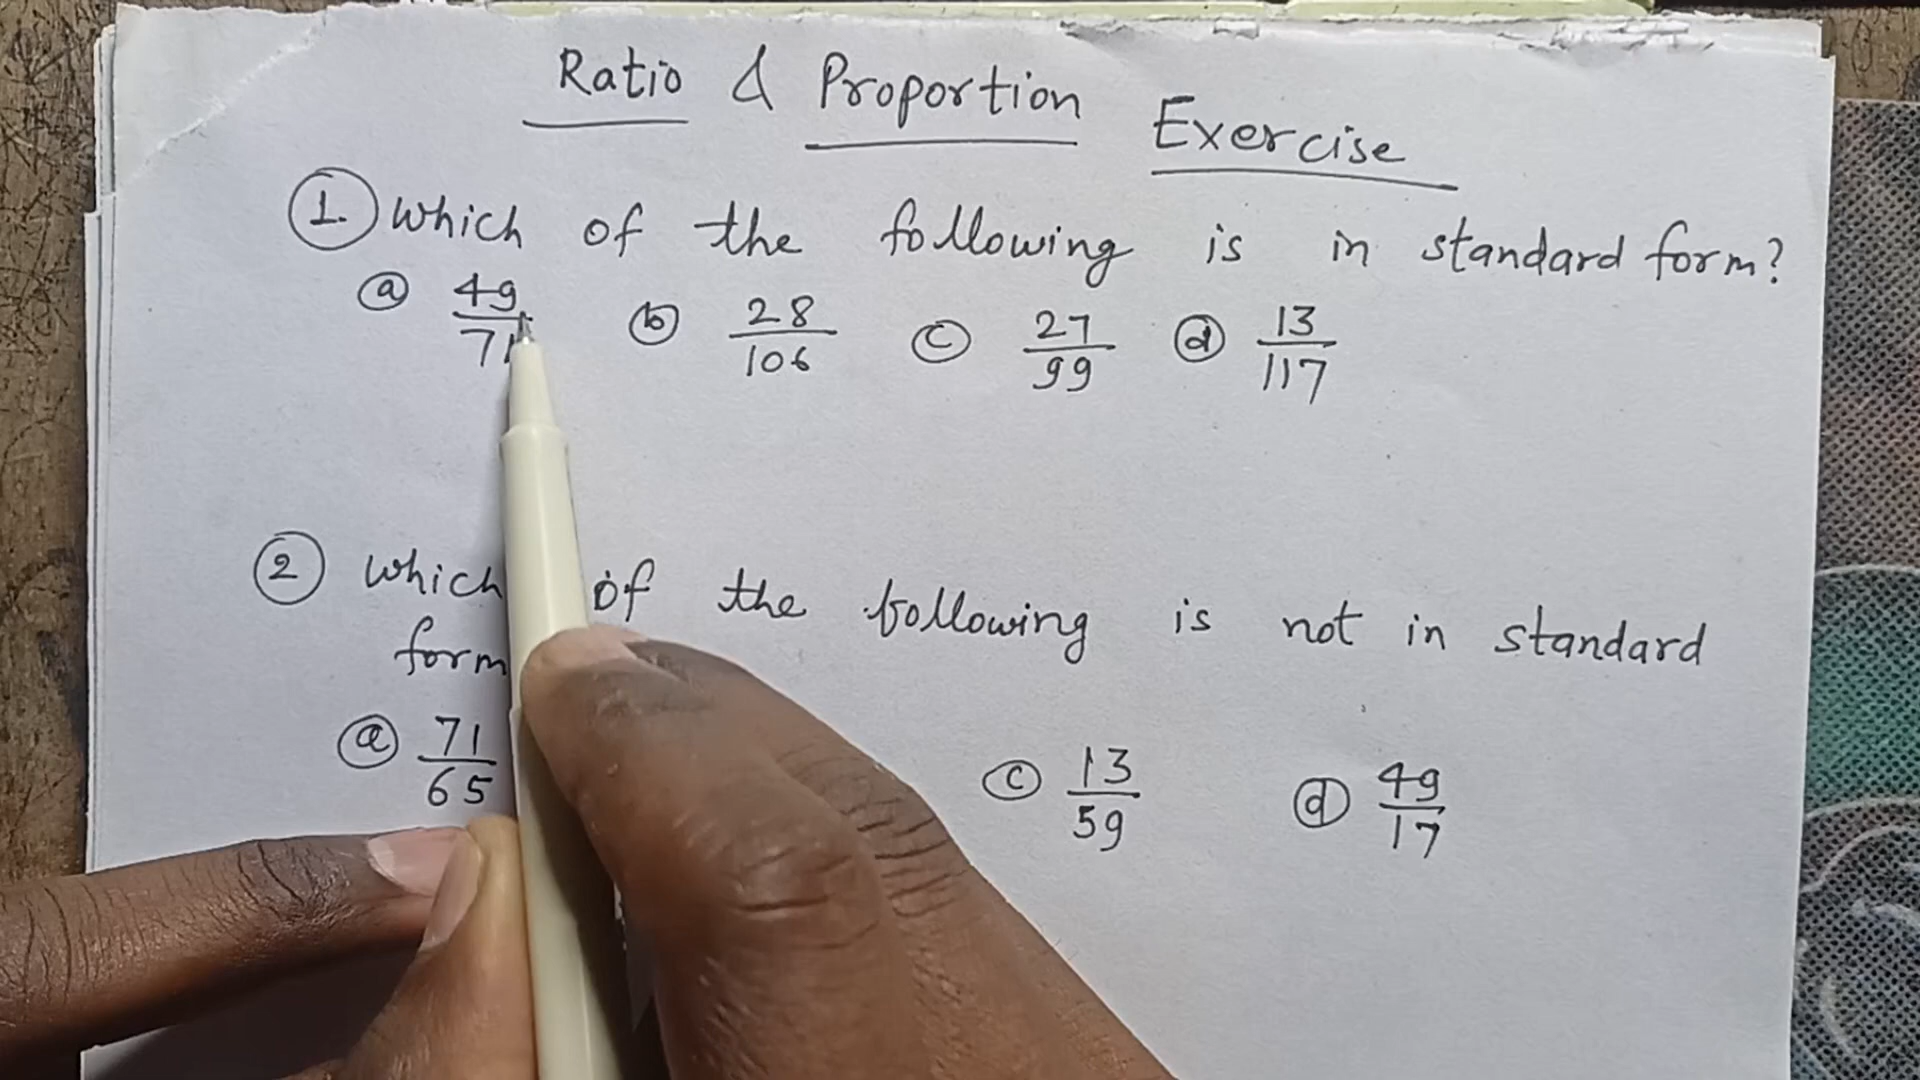 Ratio & Proportion Exercise
1. Which of the following is in standard form?
a 49/71 b 28/106 c 27/99 d 13/117
2 Which of the following is not in standard
form
a 71/65 c 13/59 d 49/17